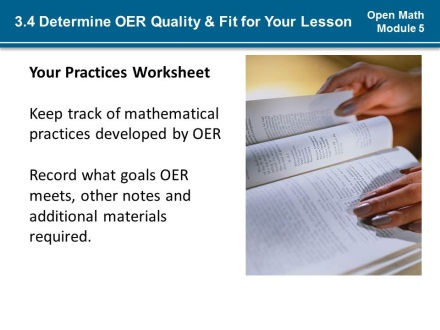 3.4 Determine OER Quality & Fit for Your Lesson
Open Math
Module 5
Your Practices Worksheet
Keep track of mathematical
practices developed by OER
Record what goals OER
meets, other notes and
additional materials
required.